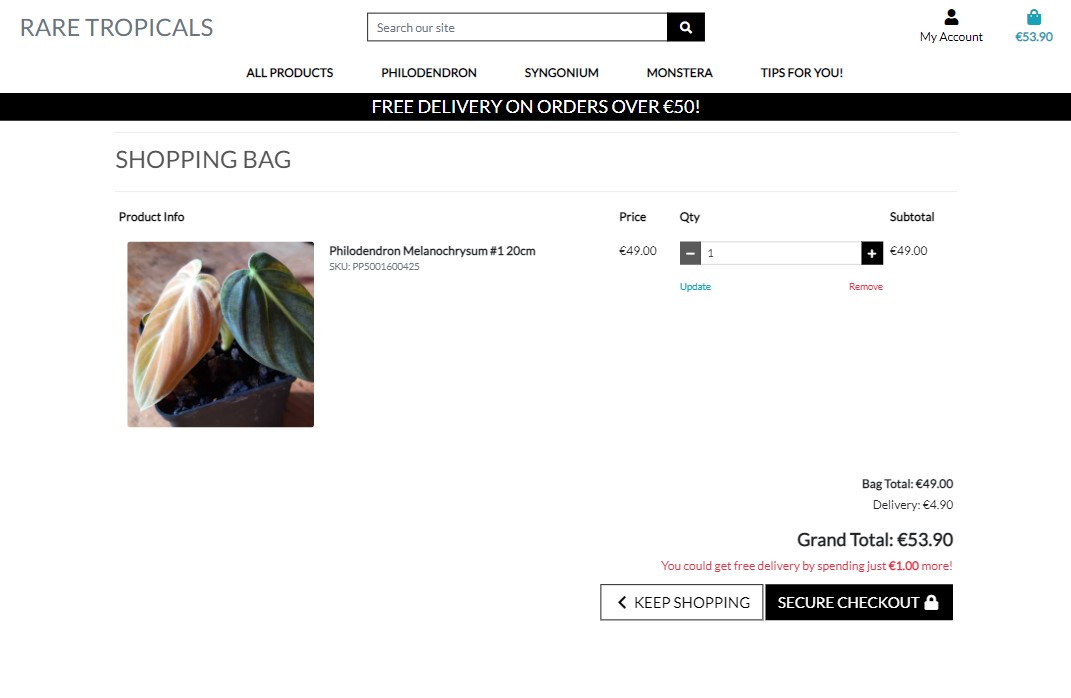 RARE TROPICALS
Search our site
My Account
€53.90
ALL PRODUCTS
PHILODENDRON
SYNGONIUM
MONSTERA
TIPS FOR YOU!
FREE DELIVERY ON ORDERS OVER €50!
SHOPPING BAG
Product Info Price Qty Subtotal
Philodendron Melanochrysum #1 20cm €49.00 1 €49.00
SKU: PP5001600425
Update Remove
Bag Total: €49.00
Delivery: €4.90
Grand Total: €53.90
You could get free delivery by spending just €1.00 more!
KEEP SHOPPING SECURE CHECKOUT